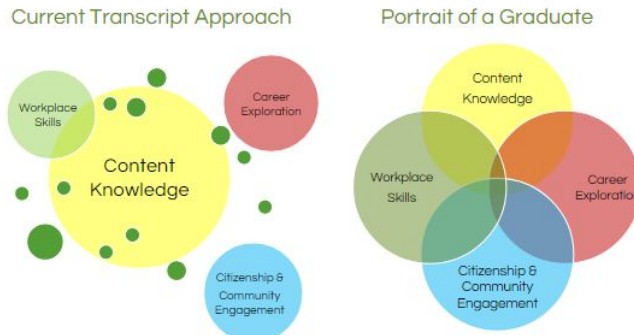 Current Transcript Approach
Portrait of a Graduate
Workplace
Skills
Career
Exploration
Content
Knowledge
Citizenship &
Community
Engagement
Content
Knowledge
Workplace
Skills
Career
Exploration
Citizenship &
Community
Engagement